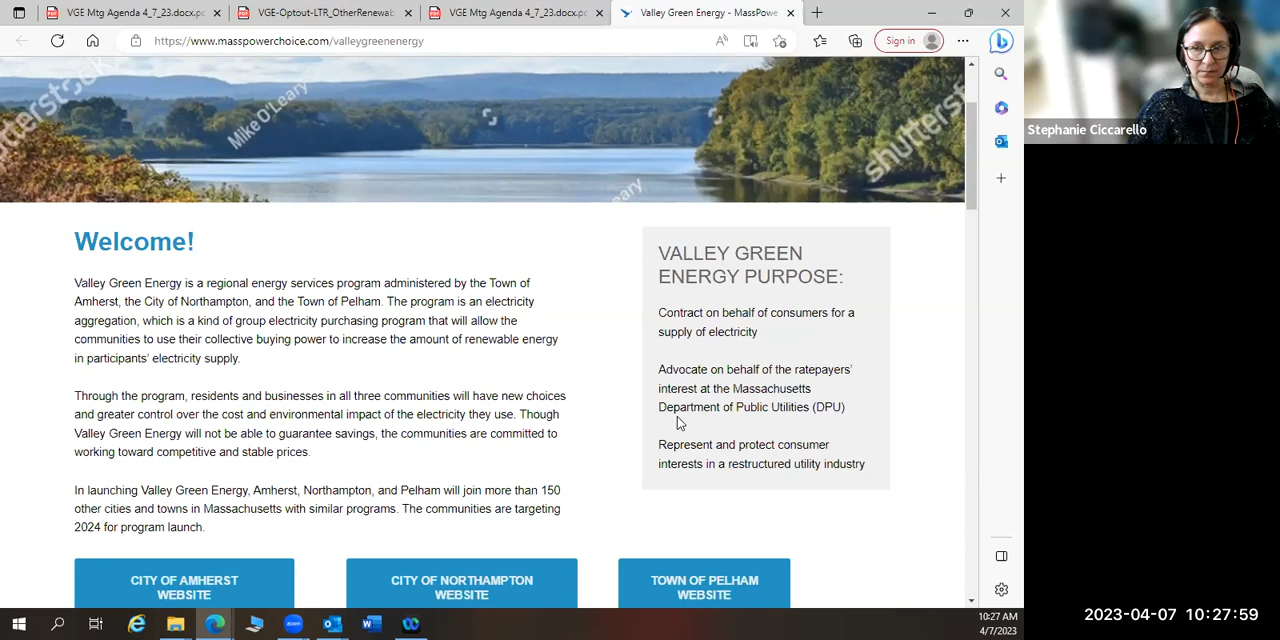 VGE Mtg Agenda 4_7_23.docx.pc
VGE-Optout-LTR_OtherRenewab
VGE Mtg Agenda 4_7_23.docx.pc
Valley Green Energy - MassPowe
https://www.masspowerchoice.com/valleygreenenergy
Sign in
shutterstock
Mike O'Leary
shutterstoc
Leary
Stephanie Ciccarello
Welcome!
Valley Green Energy is a regional energy services program administered by the Town of
Amherst, the City of Northampton, and the Town of Pelham. The program is an electricity
aggregation, which is a kind of group electricity purchasing program that will allow the
communities to use their collective buying power to increase the amount of renewable energy
in participants' electricity supply.
Through the program, residents and businesses in all three communities will have new choices
and greater control over the cost and environmental impact of the electricity they use. Though
Valley Green Energy will not be able to guarantee savings, the communities are committed to
working toward competitive and stable prices.
In launching Valley Green Energy, Amherst, Northampton, and Pelham will join more than 150
other cities and towns in Massachusetts with similar programs. The communities are targeting
2024 for program launch.
VALLEY GREEN
ENERGY PURPOSE:
Contract on behalf of consumers for a
supply of electricity
Advocate on behalf of the ratepayers'
interest at the Massachusetts
Department of Public Utilities (DPU)
Represent and protect consumer
interests in a restructured utility industry
CITY OF AMHERST
WEBSITE
CITY OF NORTHAMPTON
WEBSITE
TOWN OF PELHAM
WEBSITE
10:27 AM
4/7/2023
2023-04-07 10:27:59